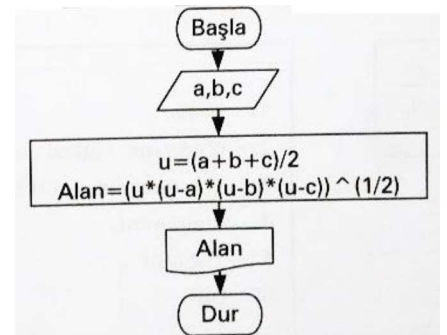 Başla
a,b,c
u=(a+b+c)/2
Alan=(u*(u-a)*(u-b)*(u-c))^(1/2)
Alan
Dur